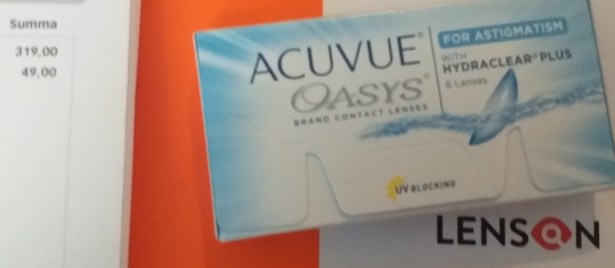 Summa
319,00
49,00
ACUVUE®
OASYS®
BRAND CONTACT LENSES
FOR ASTIGMATISM
WITH
HYDRACLEAR® PLUS
6 Lenses
UV BLOCKING
LENSON